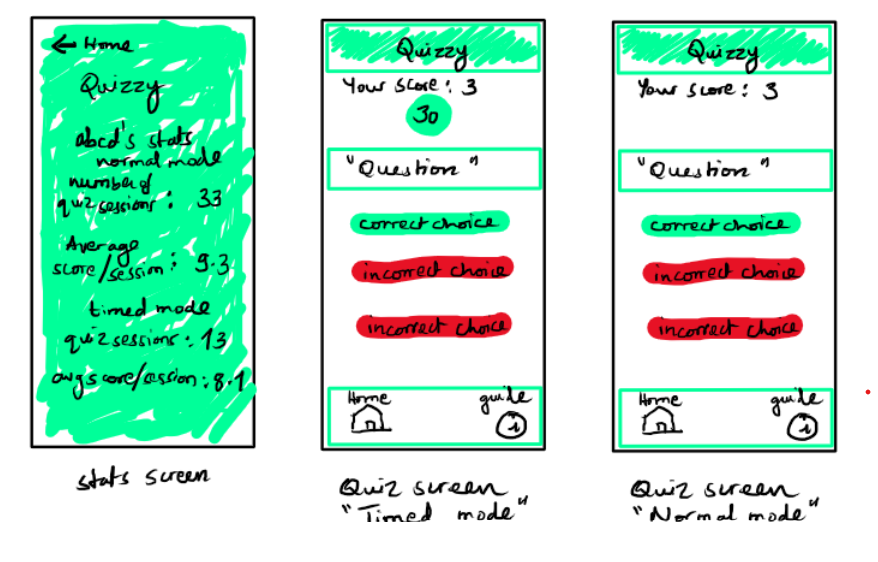 ← Home
Quizzy
abcd's stats
normal mode
number of
quiz sessions : 33
Average
score/session : 9.3
timed mode
quiz sessions : 13
avg score/session : 8.1
stats screen
Quizzy
Your score : 3
30
"Question"
correct choice
incorrect choice
incorrect choice
Home
guide
i
Quiz screen
"Timed mode"
Quizzy
Your score : 3
"Question"
correct choice
incorrect choice
incorrect choice
Home
guide
i
Quiz screen
"Normal mode"